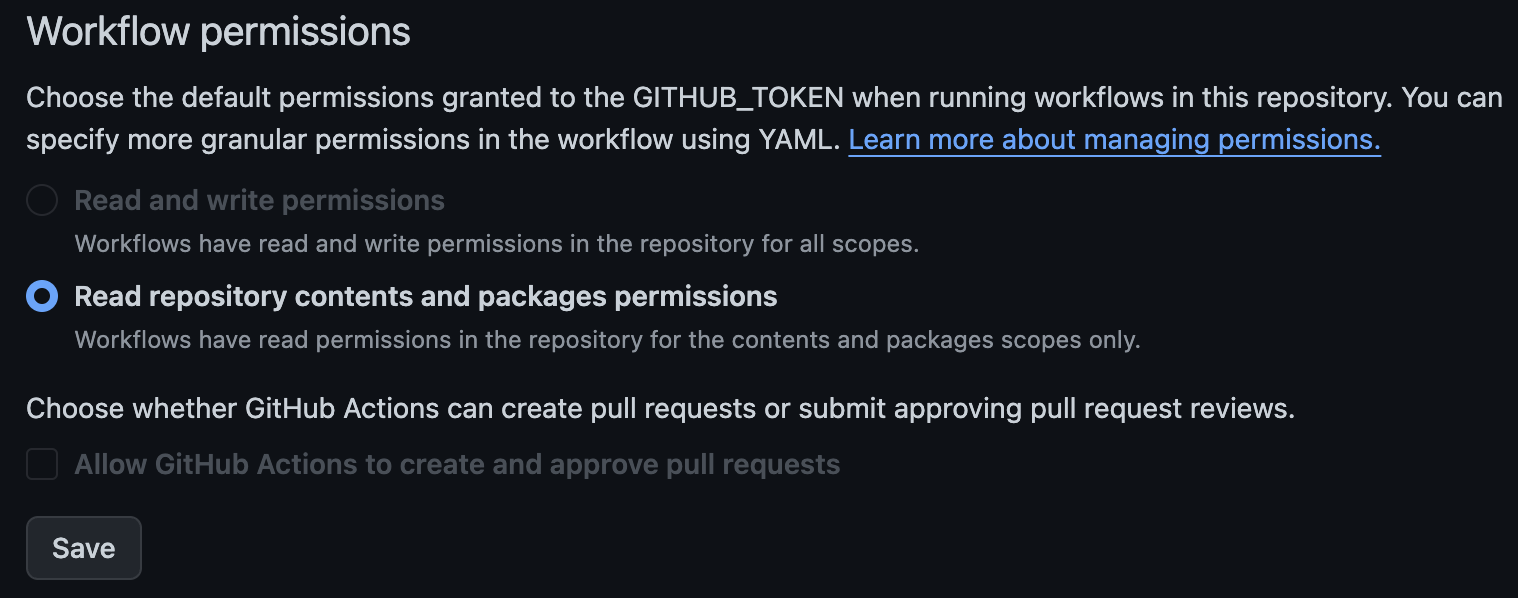 Workflow permissions
Choose the default permissions granted to the GITHUB_TOKEN when running workflows in this repository. You can
specify more granular permissions in the workflow using YAML. Learn more about managing permissions.
Read and write permissions
Workflows have read and write permissions in the repository for all scopes.
Read repository contents and packages permissions
Workflows have read permissions in the repository for the contents and packages scopes only.
Choose whether GitHub Actions can create pull requests or submit approving pull request reviews.
Allow GitHub Actions to create and approve pull requests
Save